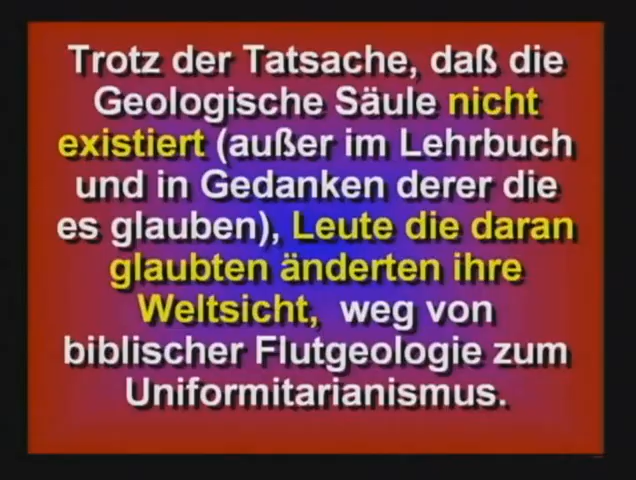 Trotz der Tatsache, daß die
Geologische Säule nicht
existiert (außer im Lehrbuch
und in Gedanken derer die
es glauben), Leute die daran
glaubten änderten ihre
Weltsicht, weg von
biblischer Flutgeologie zum
Uniformitarianismus.